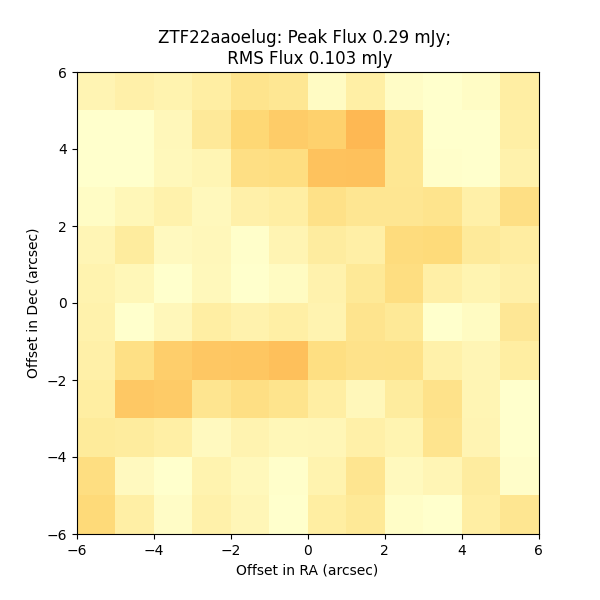 ZTF22aaoelug: Peak Flux 0.29 mJy;
RMS Flux 0.103 mJy
6
4
2
0
−2
−4
−6
Offset in Dec (arcsec)
−6 −4 −2 0 2 4 6
Offset in RA (arcsec)